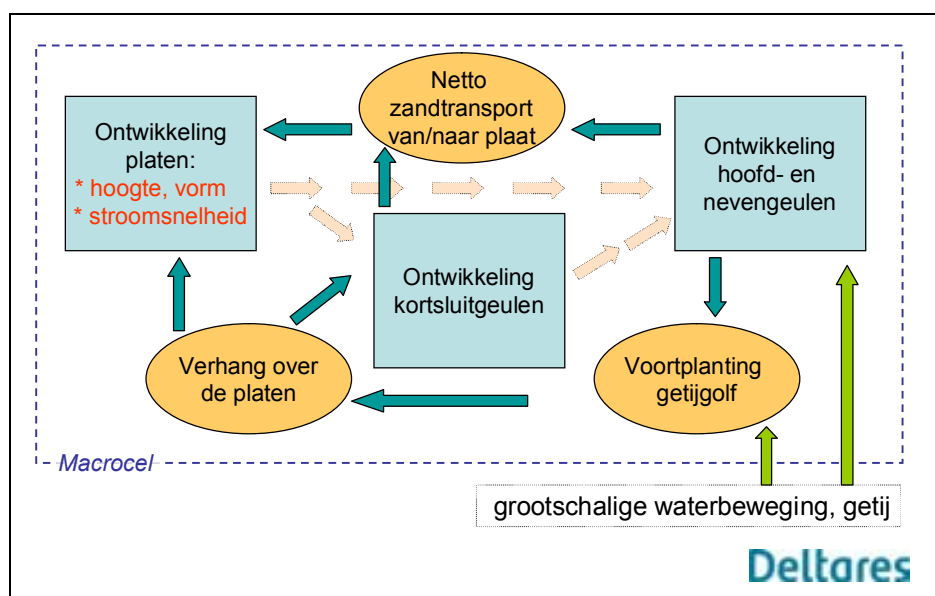 Netto
zandtransport
van/naar plaat
Ontwikkeling
platen:
* hoogte, vorm
* stroomsnelheid
Ontwikkeling
hoofd- en
nevengeulen
Ontwikkeling
kortsluitgeulen
Verhang over
de platen
Voortplanting
getijgolf
Macrocel
grootschalige waterbeweging, getij
Deltares